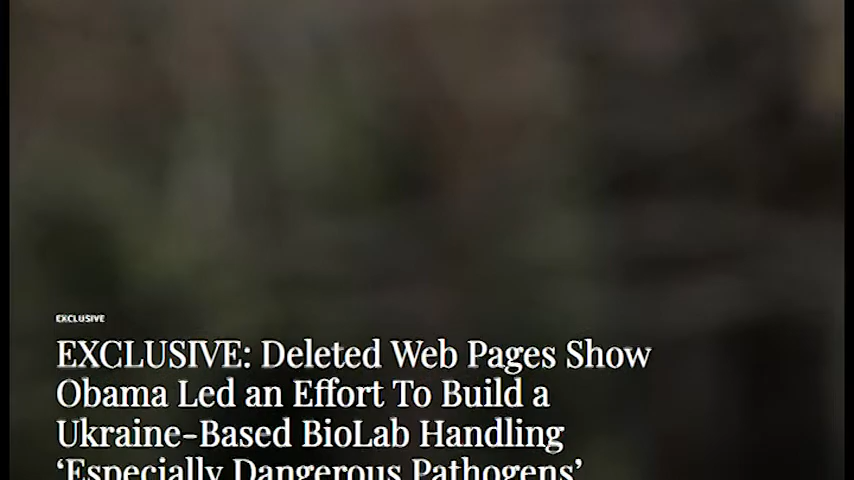 EXCLUSIVE
EXCLUSIVE: Deleted Web Pages Show
Obama Led an Effort To Build a
Ukraine-Based BioLab Handling
‘Especially Dangerous Pathogens’